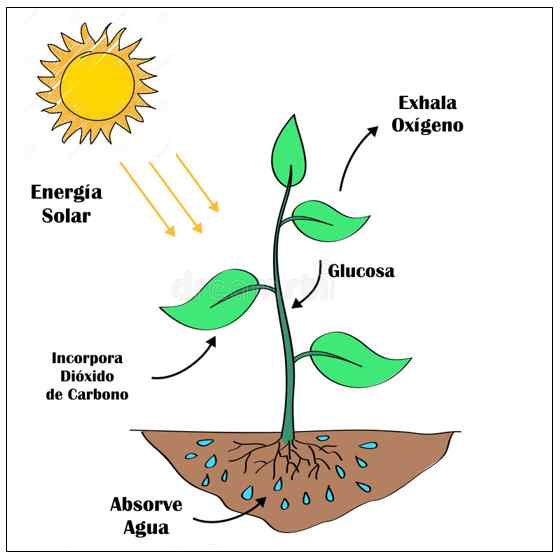 Exhala
Oxígeno
Energía
Solar
Glucosa
Incorpora
Dióxido
de Carbono
Absorve
Agua